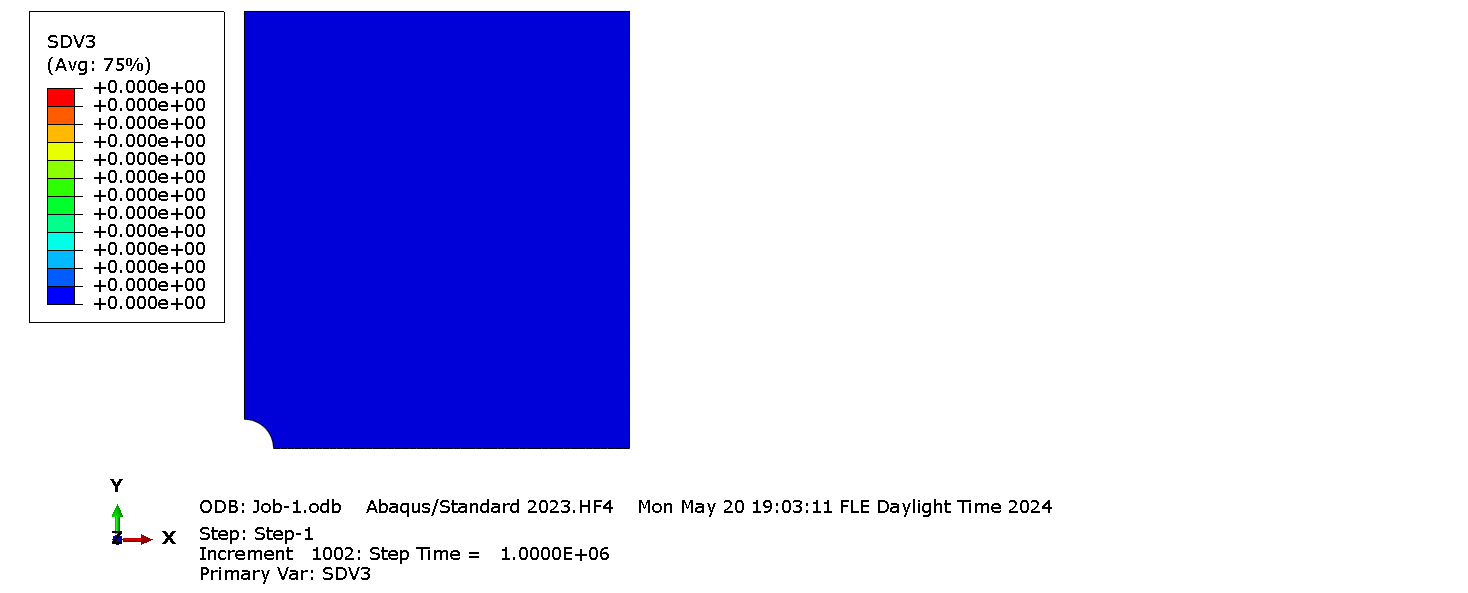 SDV3
(Avg: 75%)
+0.000e+00
+0.000e+00
+0.000e+00
+0.000e+00
+0.000e+00
+0.000e+00
+0.000e+00
+0.000e+00
+0.000e+00
+0.000e+00
+0.000e+00
+0.000e+00
+0.000e+00
Y
Z
X
ODB: Job-1.odb Abaqus/Standard 2023.HF4 Mon May 20 19:03:11 FLE Daylight Time 2024
Step: Step-1
Increment 1002: Step Time = 1.0000E+06
Primary Var: SDV3